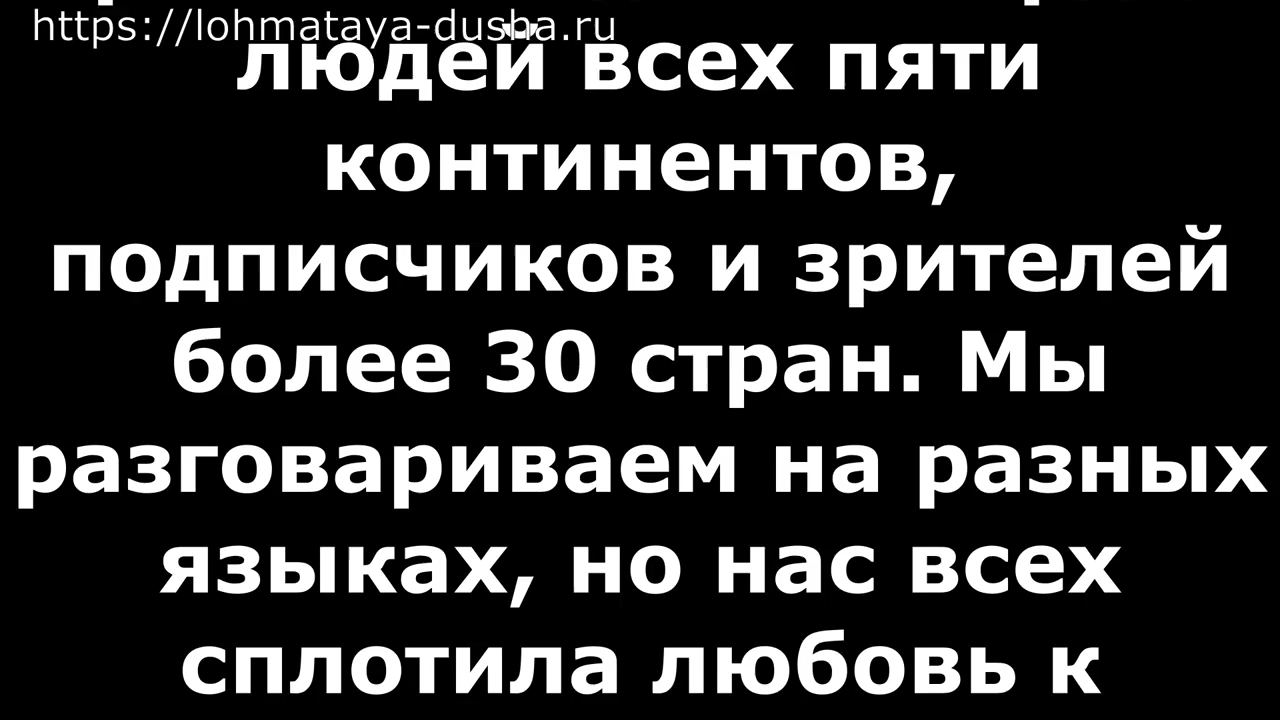 https://lohmataya-dusha.ru
людей всех пяти
континентов,
подписчиков и зрителей
более 30 стран. Мы
разговариваем на разных
языках, но нас всех
сплотила любовь к